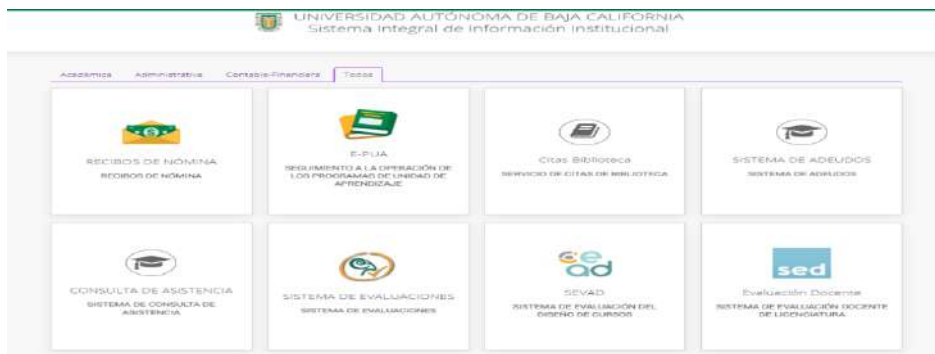 UNIVERSIDAD AUTÓNOMA DE BAJA CALIFORNIA
Sistema Integral de Información Institucional
Académica Administrativa Contable-Financiera Todos
RECIBOS DE NÓMINA
RECIBOS DE NÓMINA
E-PUA
SEGUIMIENTO A LA OPERACIÓN DE
LOS PROGRAMAS DE UNIDAD DE
APRENDIZAJE
Citas Biblioteca
SERVICIO DE CITAS DE BIBLIOTECA
SISTEMA DE ADEUDOS
SISTEMA DE ADEUDOS
CONSULTA DE ASISTENCIA
SISTEMA DE CONSULTA DE
ASISTENCIA
SISTEMA DE EVALUACIONES
SISTEMA DE EVALUACIONES
cead
SEVAD
SISTEMA DE EVALUACIÓN DEL
DISEÑO DE CURSOS
sed
Evaluación Docente
SISTEMA DE EVALUACIÓN DOCENTE
DE LICENCIATURA